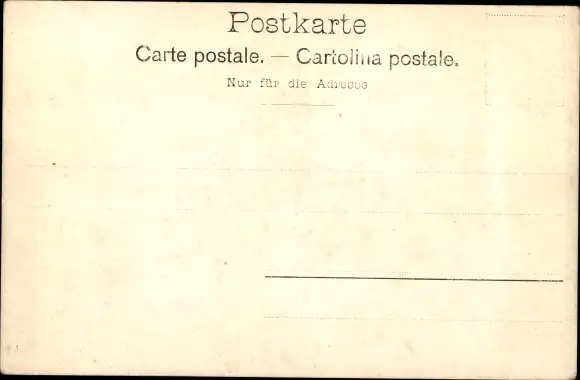 Postkarte
Carte postale. — Cartolina postale.
Nur für die Adresse